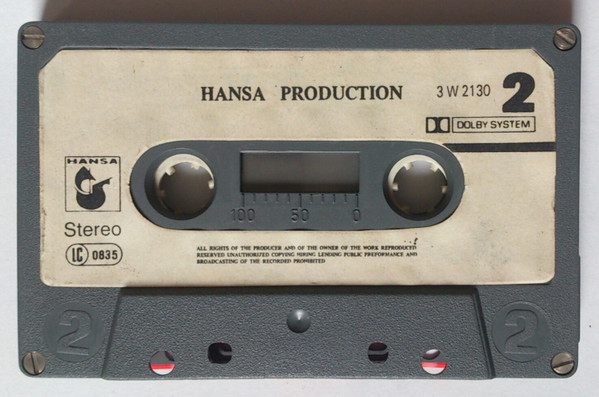 HANSA PRODUCTION
3 W 2130
2
DOLBY SYSTEM
HANSA
100 50 0
Stereo
LC 0835
ALL RIGHTS OF THE PRODUCER AND OF THE OWNER OF THE WORK REPRODUCED
RESERVED UNAUTHORIZED COPYING HIRING LENDING PUBLIC PREFORMANCE AND
BROADCASTING OF THE RECORDED PROHIBITED
2 2